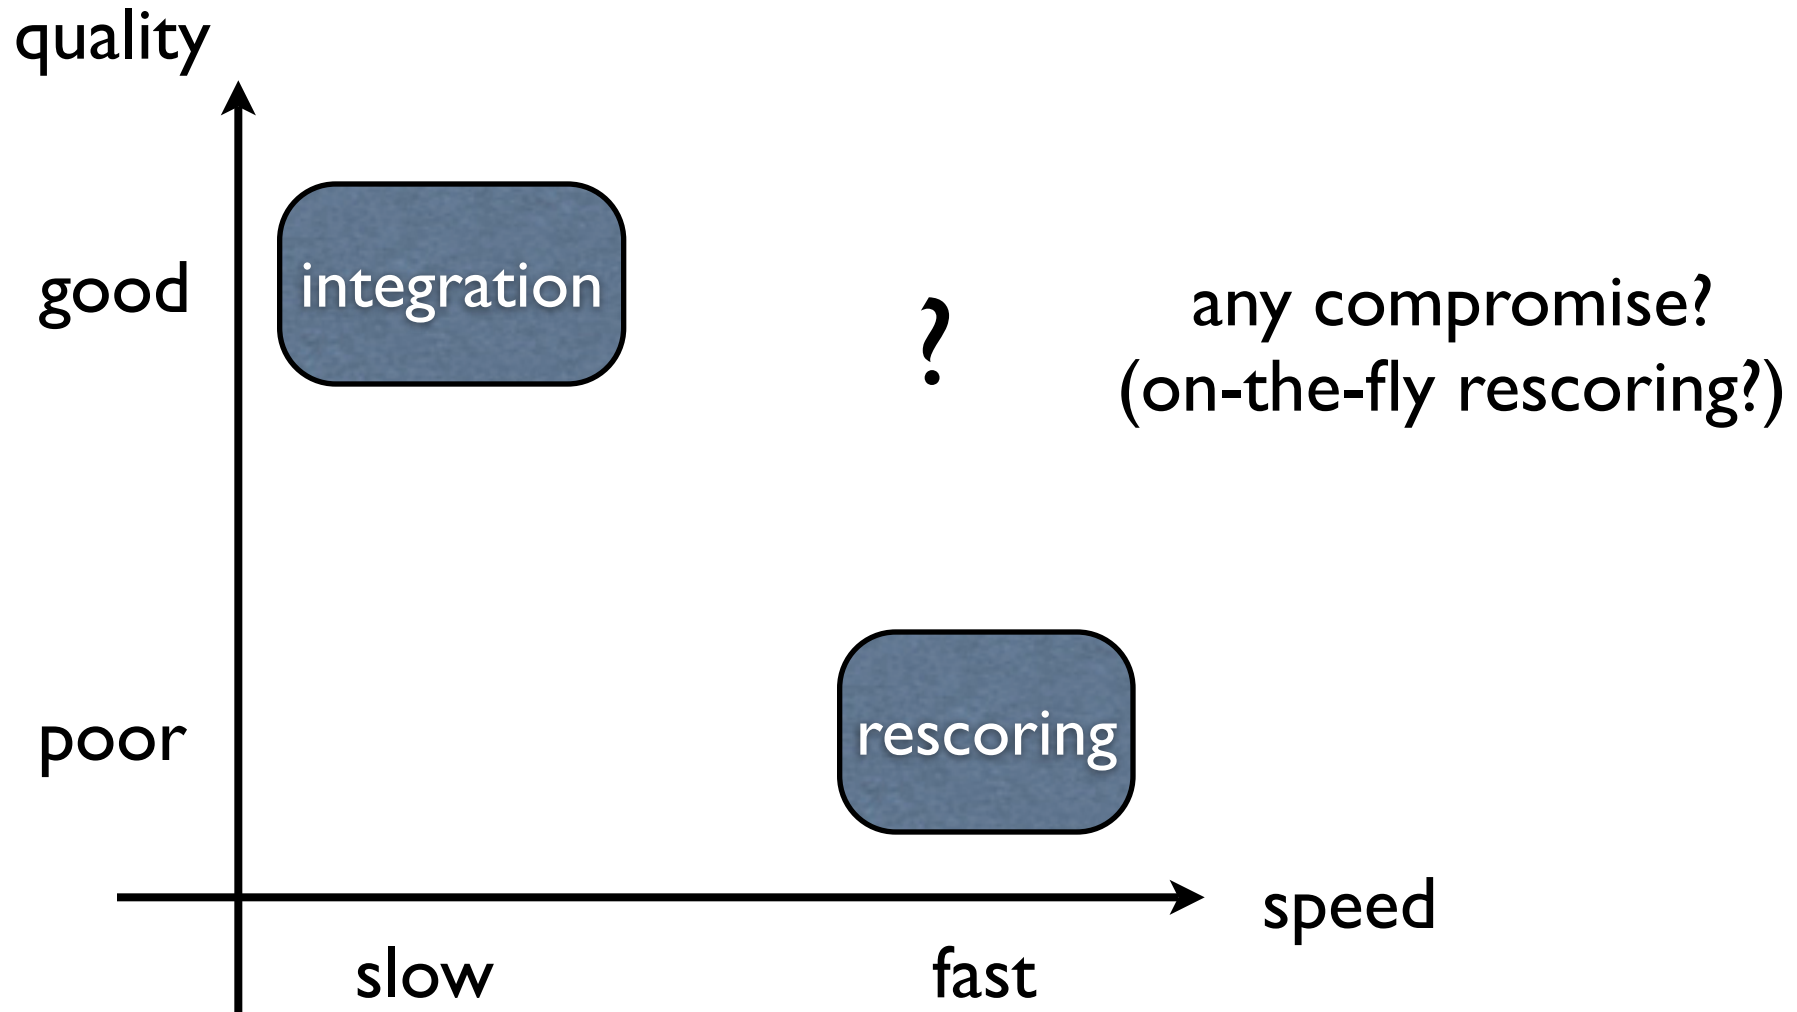 quality
good
integration
?
any compromise?
(on-the-fly rescoring?)
poor
rescoring
speed
slow
fast